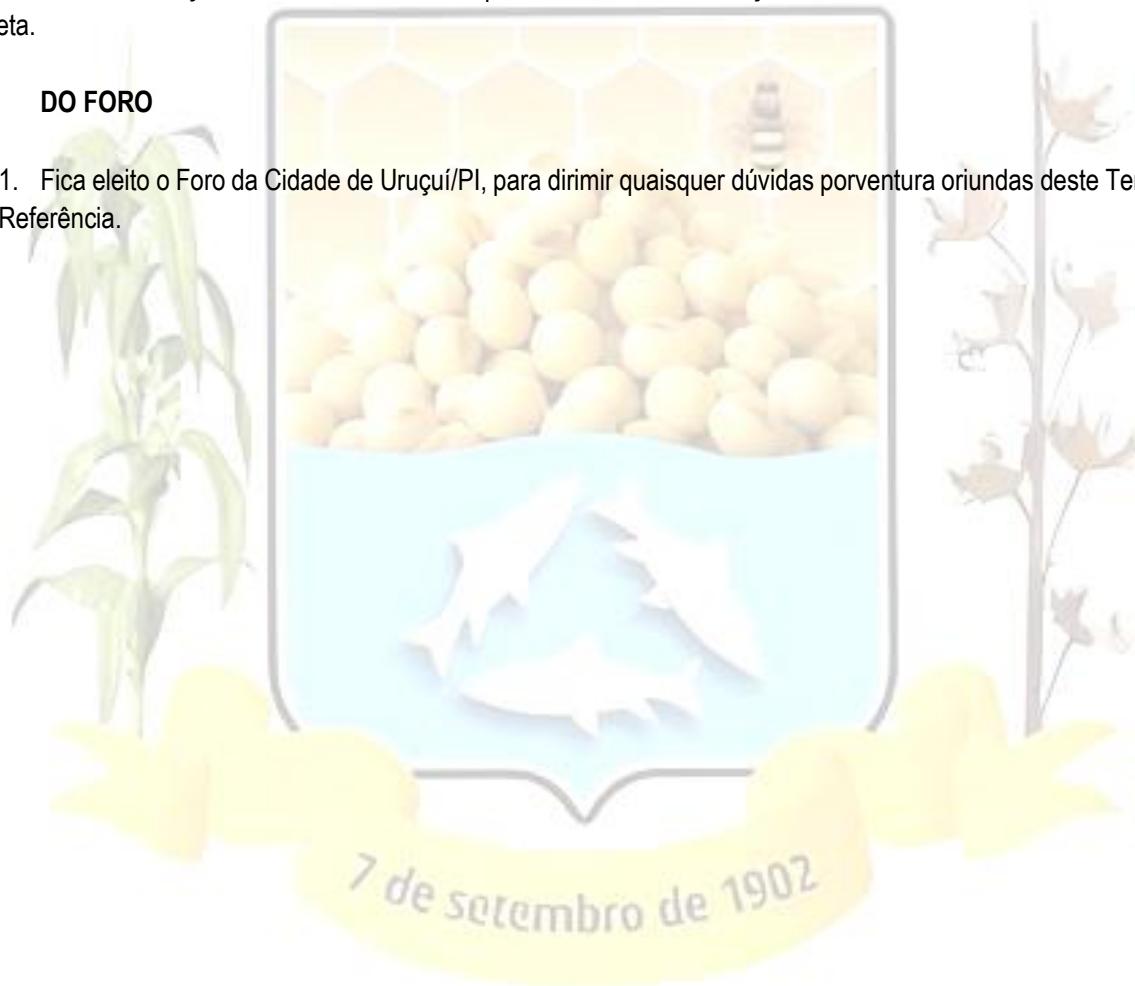 eta.
DO FORO
1. Fica eleito o Foro da Cidade de Uruçuí/PI, para dirimir quaisquer dúvidas porventura oriundas deste Ter
Referência.
7 de setembro de 1902